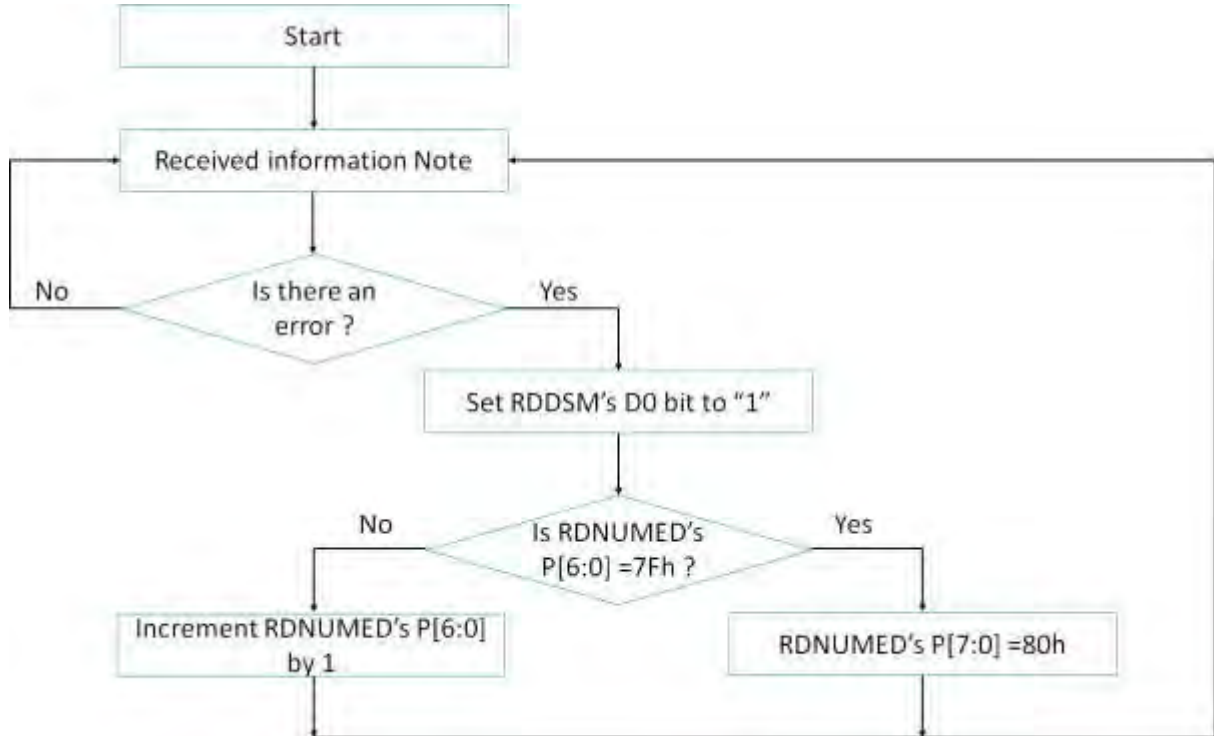 Start
Received information Note
Is there an
error ?
No
Yes
Set RDDSM’s D0 bit to “1”
Is RDNUMED’s
P[6:0] =7Fh ?
No
Yes
Increment RDNUMED’s P[6:0]
by 1
RDNUMED’s P[7:0] =80h